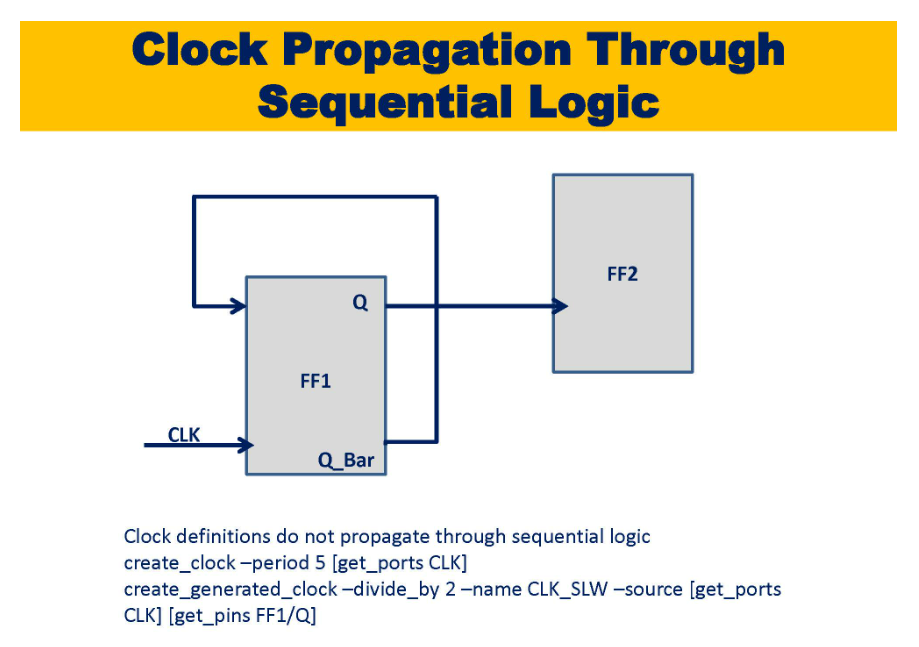 Clock Propagation Through
Sequential Logic
FF2
Q
FF1
CLK
Q_Bar
Clock definitions do not propagate through sequential logic
create_clock –period 5 [get_ports CLK]
create_generated_clock –divide_by 2 –name CLK_SLW –source [get_ports
CLK] [get_pins FF1/Q]